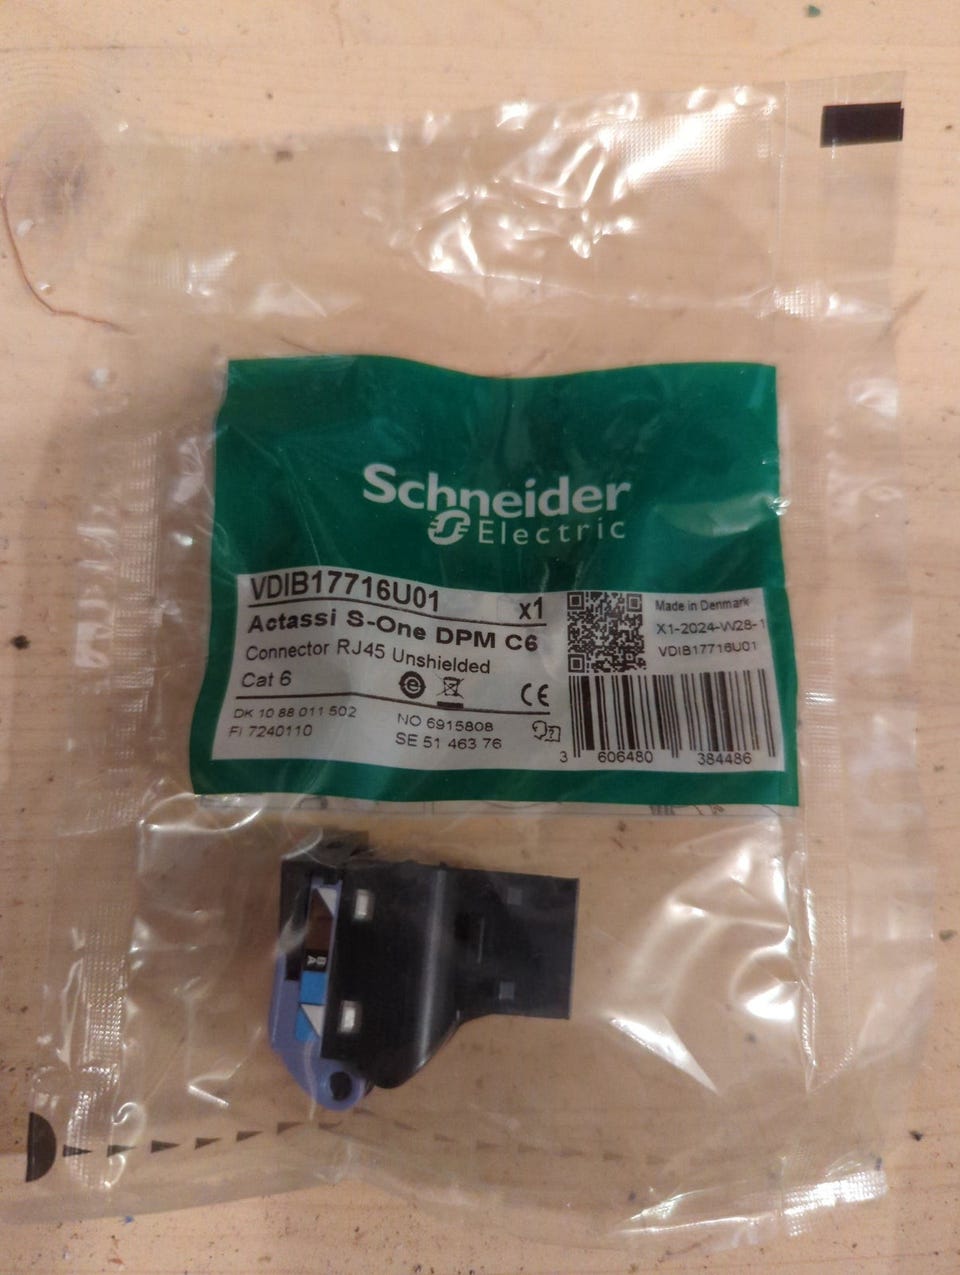 Schneider
Electric
VDIB17716U01
x1
Actassi S-One DPM C6
Connector RJ45 Unshielded
Cat 6
DK 10 88 011 502
FI 7240110
NO 6915808
SE 51 463 76
CE
Made in Denmark
X1-2024-W28-1
VDIB17716U01
3 606480 384486
B
A